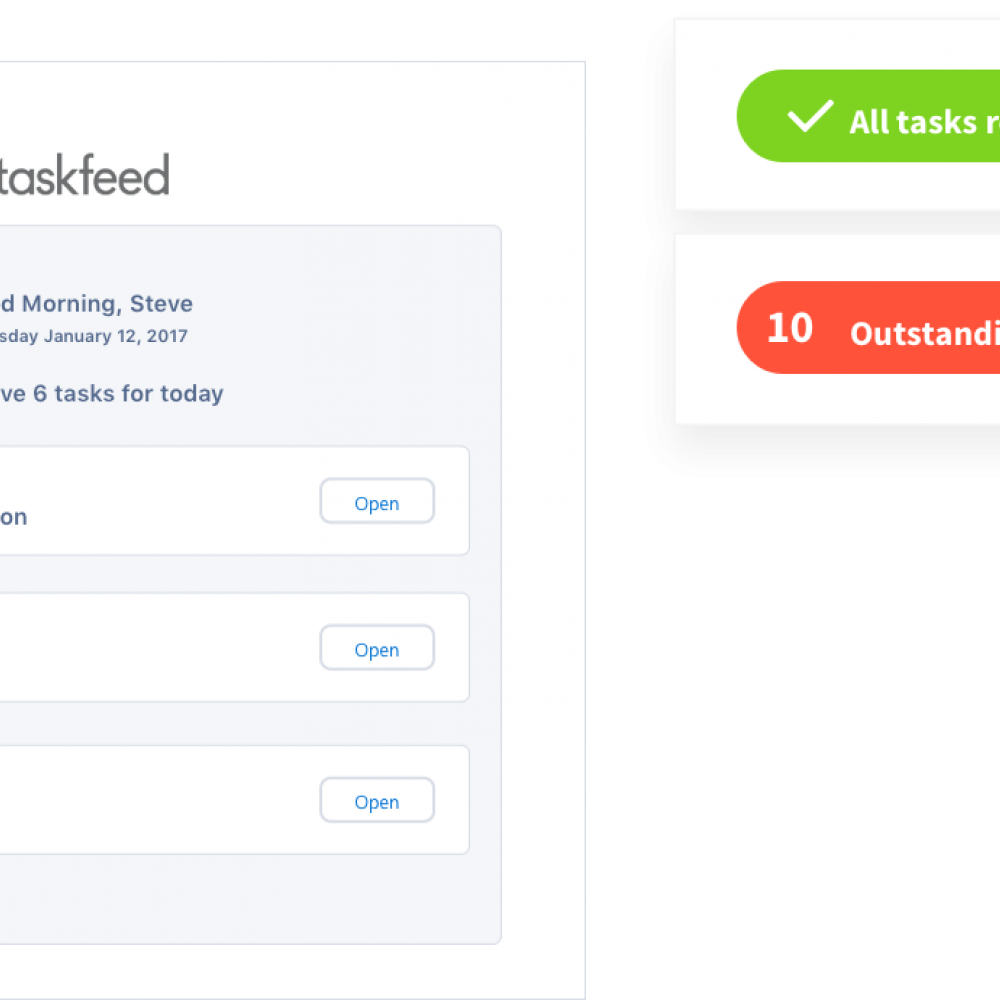 taskfeed
d Morning, Steve
sday January 12, 2017
ve 6 tasks for today
on
Open
Open
Open
All tasks r
10 Outstandi